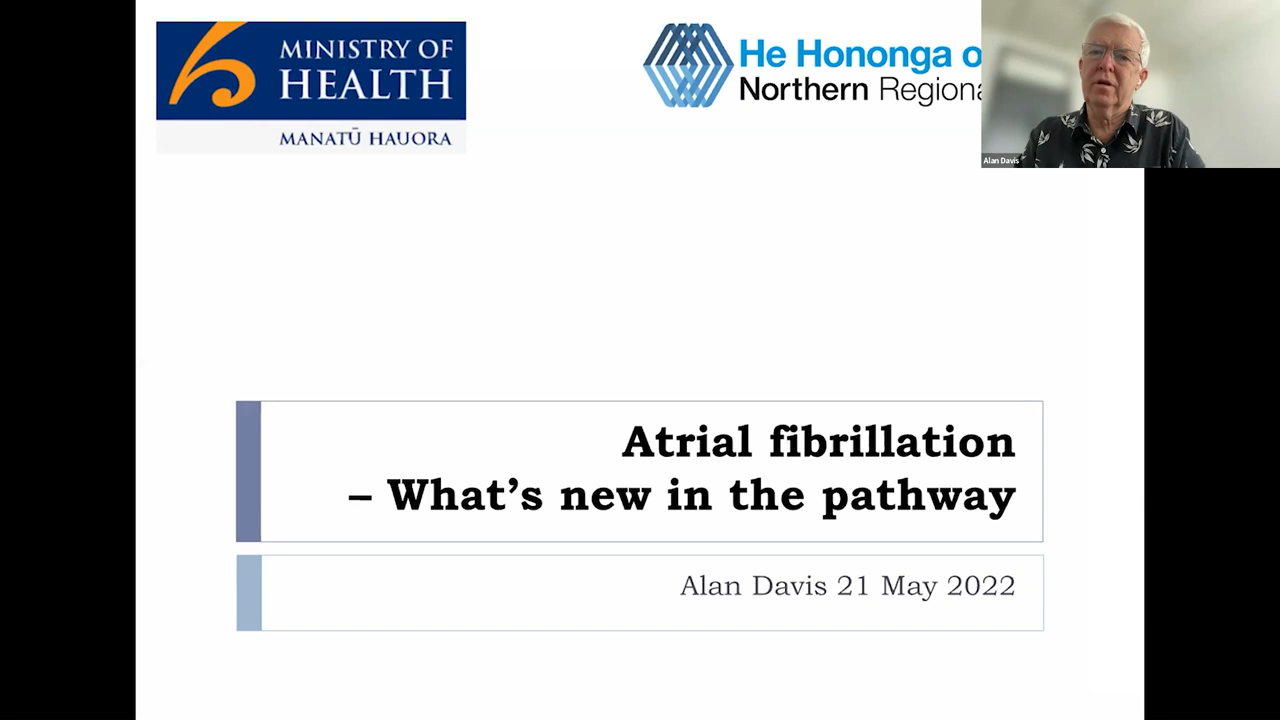 MINISTRY OF
HEALTH
MANATŪ HAUORA
He Hononga o
Northern Regiona
Alan Davis
Atrial fibrillation
– What’s new in the pathway
Alan Davis 21 May 2022